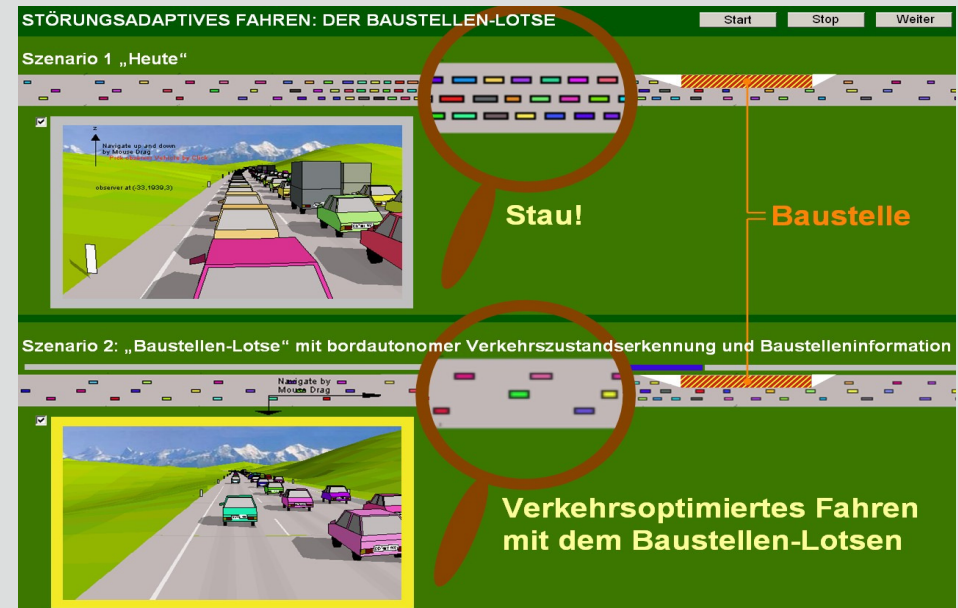 STÖRUNGSADAPTIVES FAHREN: DER BAUSTELLEN-LOTSE
Start
Stop
Weiter
Szenario 1 „Heute“
z
Navigate up and down
by Mouse Drag
observer at (-33,1939,3)
Stau!
Baustelle
Szenario 2: „Baustellen-Lotse“ mit bordautonomer Verkehrszustandserkennung und Baustelleninformation
Navigate by
Mouse Drag
Verkehrsoptimiertes Fahren
mit dem Baustellen-Lotsen